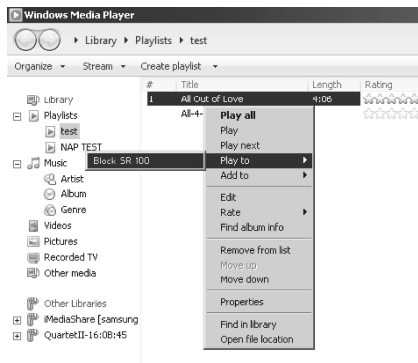 Windows Media Player
Library ▸ Playlists ▸ test
Organize Stream Create playlist
# Title Length Rating
Library
1 All Out of Love 4:06
Playlists
All-4-
test
NAP TEST
Music
Artist
Album
Genre
Videos
Pictures
Recorded TV
Other media
Other Libraries
iMediaShare [samsung
QuartetII-16:0B:45
Block SR 100
Play all
Play
Play next
Play to
Add to
Edit
Rate
Find album info
Remove from list
Move up
Move down
Properties
Find in library
Open file location